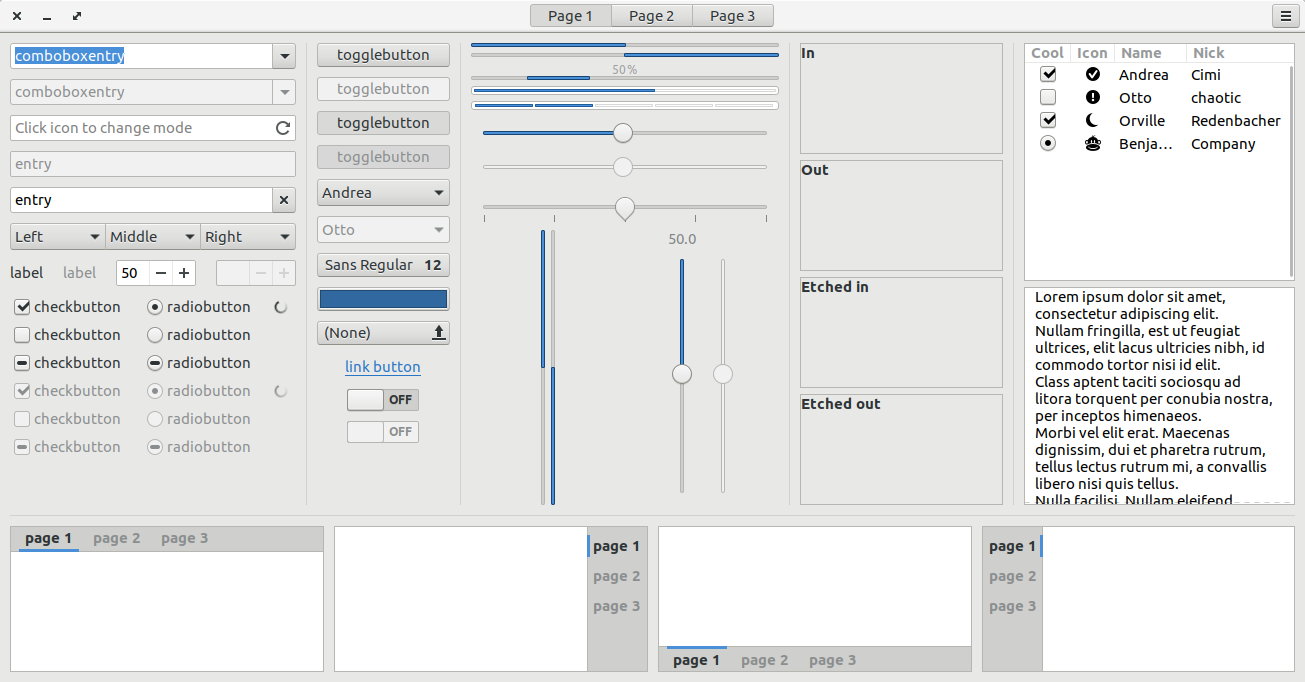 Page 1 Page 2 Page 3
comboboxentry
comboboxentry
Click icon to change mode
entry
entry
Left Middle Right
label label 50
checkbutton radiobutton
checkbutton radiobutton
checkbutton radiobutton
checkbutton radiobutton
checkbutton radiobutton
checkbutton radiobutton
togglebutton
togglebutton
togglebutton
togglebutton
Andrea
Otto
Sans Regular 12
(None)
link button
OFF
OFF
50%
50.0
In
Out
Etched in
Etched out
Cool Icon Name Nick
Andrea Cimi
Otto chaotic
Orville Redenbacher
Benja... Company
Lorem ipsum dolor sit amet,
consectetur adipiscing elit.
Nullam fringilla, est ut feugiat
ultrices, elit lacus ultricies nibh, id
commodo tortor nisi id elit.
Class aptent taciti sociosqu ad
litora torquent per conubia nostra,
per inceptos himenaeos.
Morbi vel elit erat. Maecenas
dignissim, dui et pharetra rutrum,
tellus lectus rutrum mi, a convallis
libero nisi quis tellus.
Nulla facilisi. Nullam eleifend
page 1 page 2 page 3
page 1
page 2
page 3
page 1 page 2 page 3
page 1
page 2
page 3